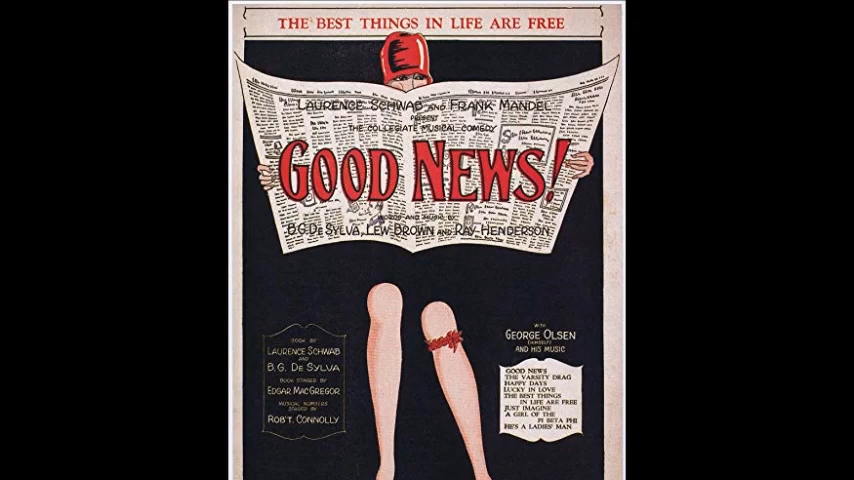 THE BEST THINGS IN LIFE ARE FREE
LAURENCE SCHWAB AND FRANK MANDEL
PRESENT
THE COLLEGIATE MUSICAL COMEDY
GOOD NEWS!
WORDS AND MUSIC BY
B.G. DE SYLVA, LEW BROWN AND RAY HENDERSON
BOOK BY
LAURENCE SCHWAB
AND
B.G. DE SYLVA
BOOK STAGED BY
EDGAR MACGREGOR
MUSICAL NUMBERS
STAGED BY
ROB'T. CONNOLLY
WITH
GEORGE OLSEN
(HIMSELF)
AND HIS MUSIC
GOOD NEWS
THE VARSITY DRAG
HAPPY DAYS
LUCKY IN LOVE
THE BEST THINGS
IN LIFE ARE FREE
JUST IMAGINE
A GIRL OF THE
PI BETA PHI
HE'S A LADIES' MAN